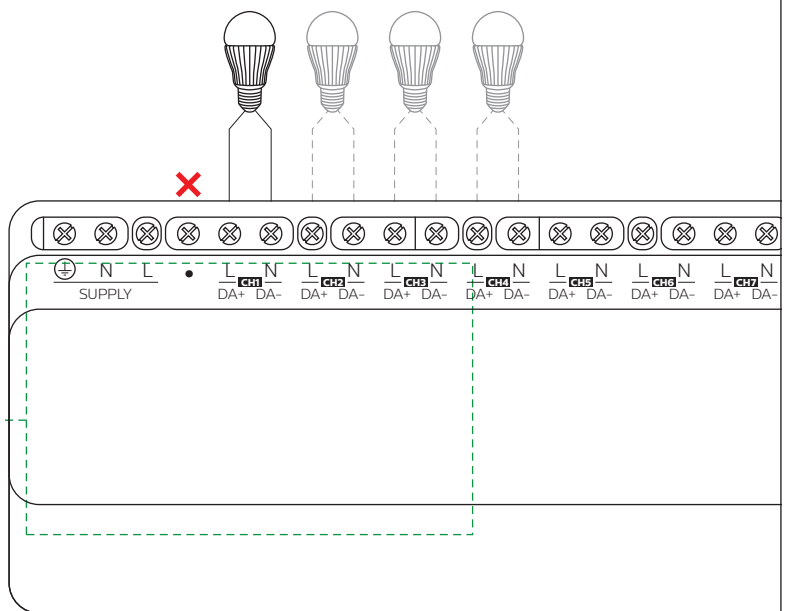 N L • L CH1 N L CH2 N L CH3 N L CH4 N L CH5 N L CH6 N L CH7 N
SUPPLY DA+ DA- DA+ DA- DA+ DA- DA+ DA- DA+ DA- DA+ DA- DA+ DA-